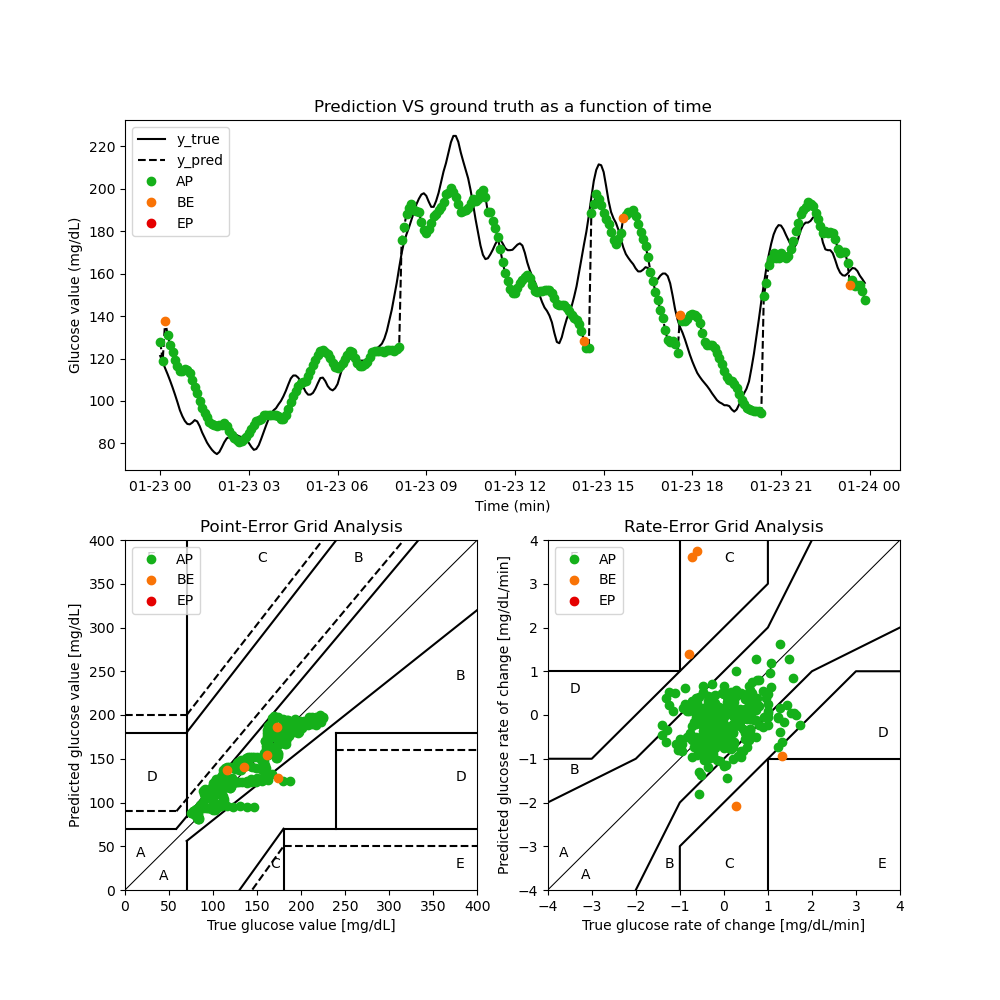 Prediction VS ground truth as a function of time
Glucose value (mg/dL)
y_true
y_pred
AP
BE
EP
220
200
180
160
140
120
100
80
01-23 00 01-23 03 01-23 06 01-23 09 01-23 12 01-23 15 01-23 18 01-23 21 01-24 00
Time (min)
Point-Error Grid Analysis
Predicted glucose value [mg/dL]
400
350
300
250
200
150
100
50
0
AP
BE
EP
C B
B
D D
A
A
C E
0 50 100 150 200 250 300 350 400
True glucose value [mg/dL]
Rate-Error Grid Analysis
Predicted glucose rate of change [mg/dL/min]
4
3
2
1
0
−1
−2
−3
−4
AP
BE
EP
C
D
D
B
A
A
B C E
−4 −3 −2 −1 0 1 2 3 4
True glucose rate of change [mg/dL/min]